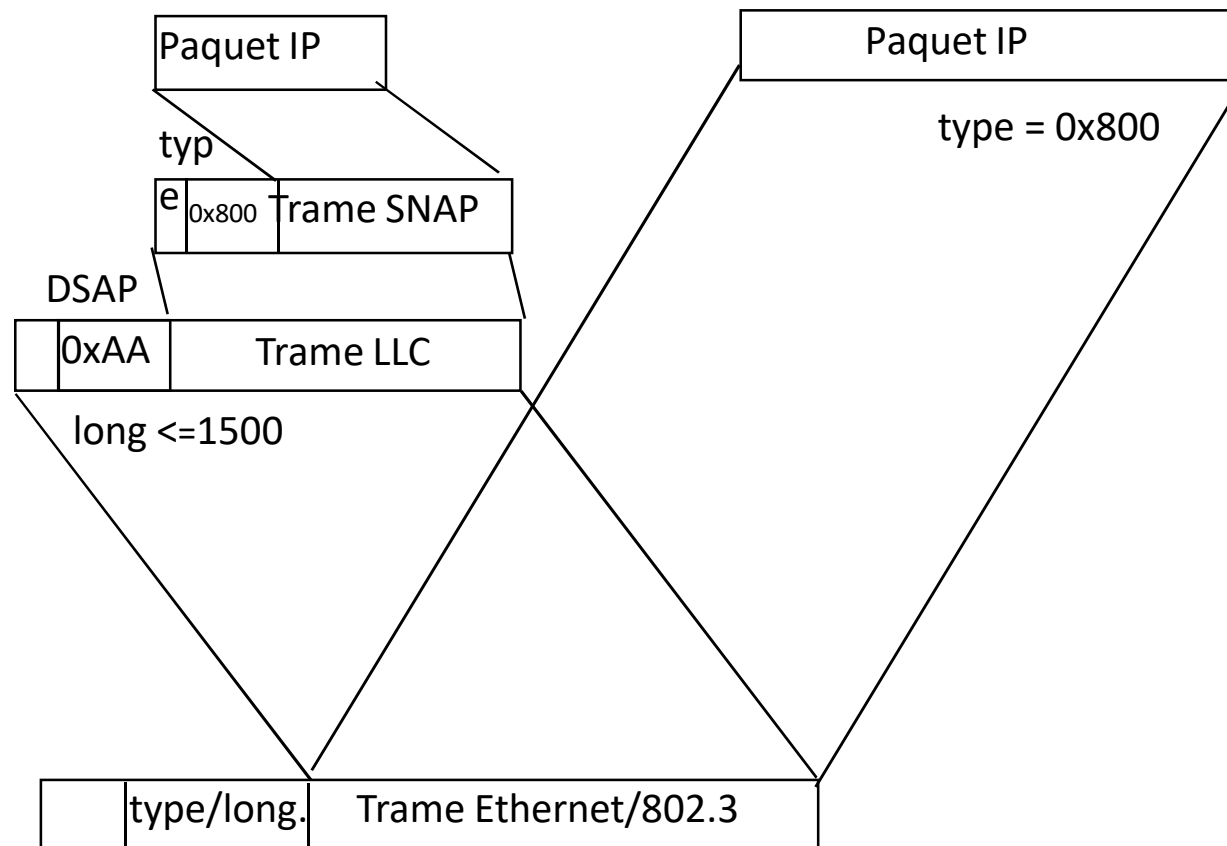 Paquet IP
Paquet IP
type = 0x800
typ
e
0x800
Trame SNAP
DSAP
0xAA
Trame LLC
long <=1500
type/long.
Trame Ethernet/802.3